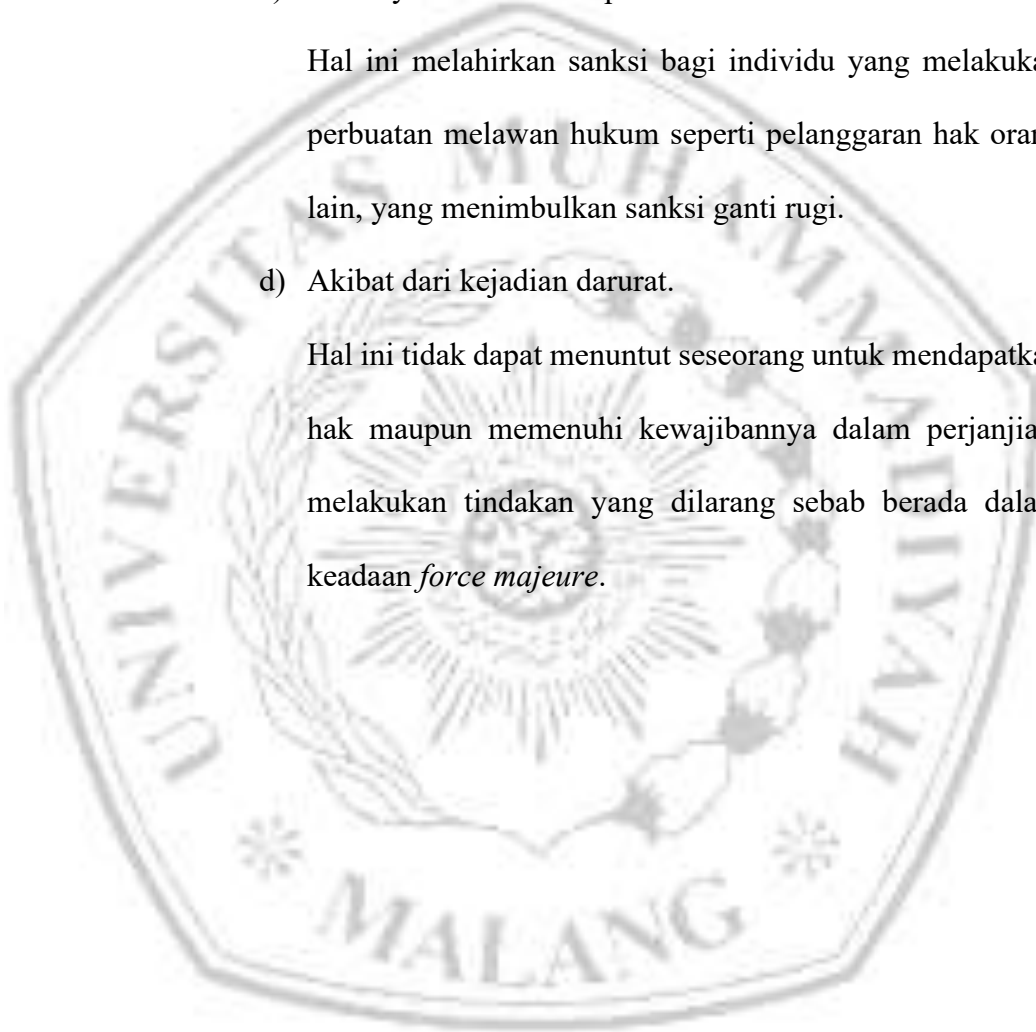 Hal ini melahirkan sanksi bagi individu yang melakuka
perbuatan melawan hukum seperti pelanggaran hak oran
lain, yang menimbulkan sanksi ganti rugi.
d) Akibat dari kejadian darurat.
Hal ini tidak dapat menuntut seseorang untuk mendapatka
hak maupun memenuhi kewajibannya dalam perjanjia
melakukan tindakan yang dilarang sebab berada dala
keadaan force majeure.
UNIVERSITAS MUHAMMADIYAH
MALANG